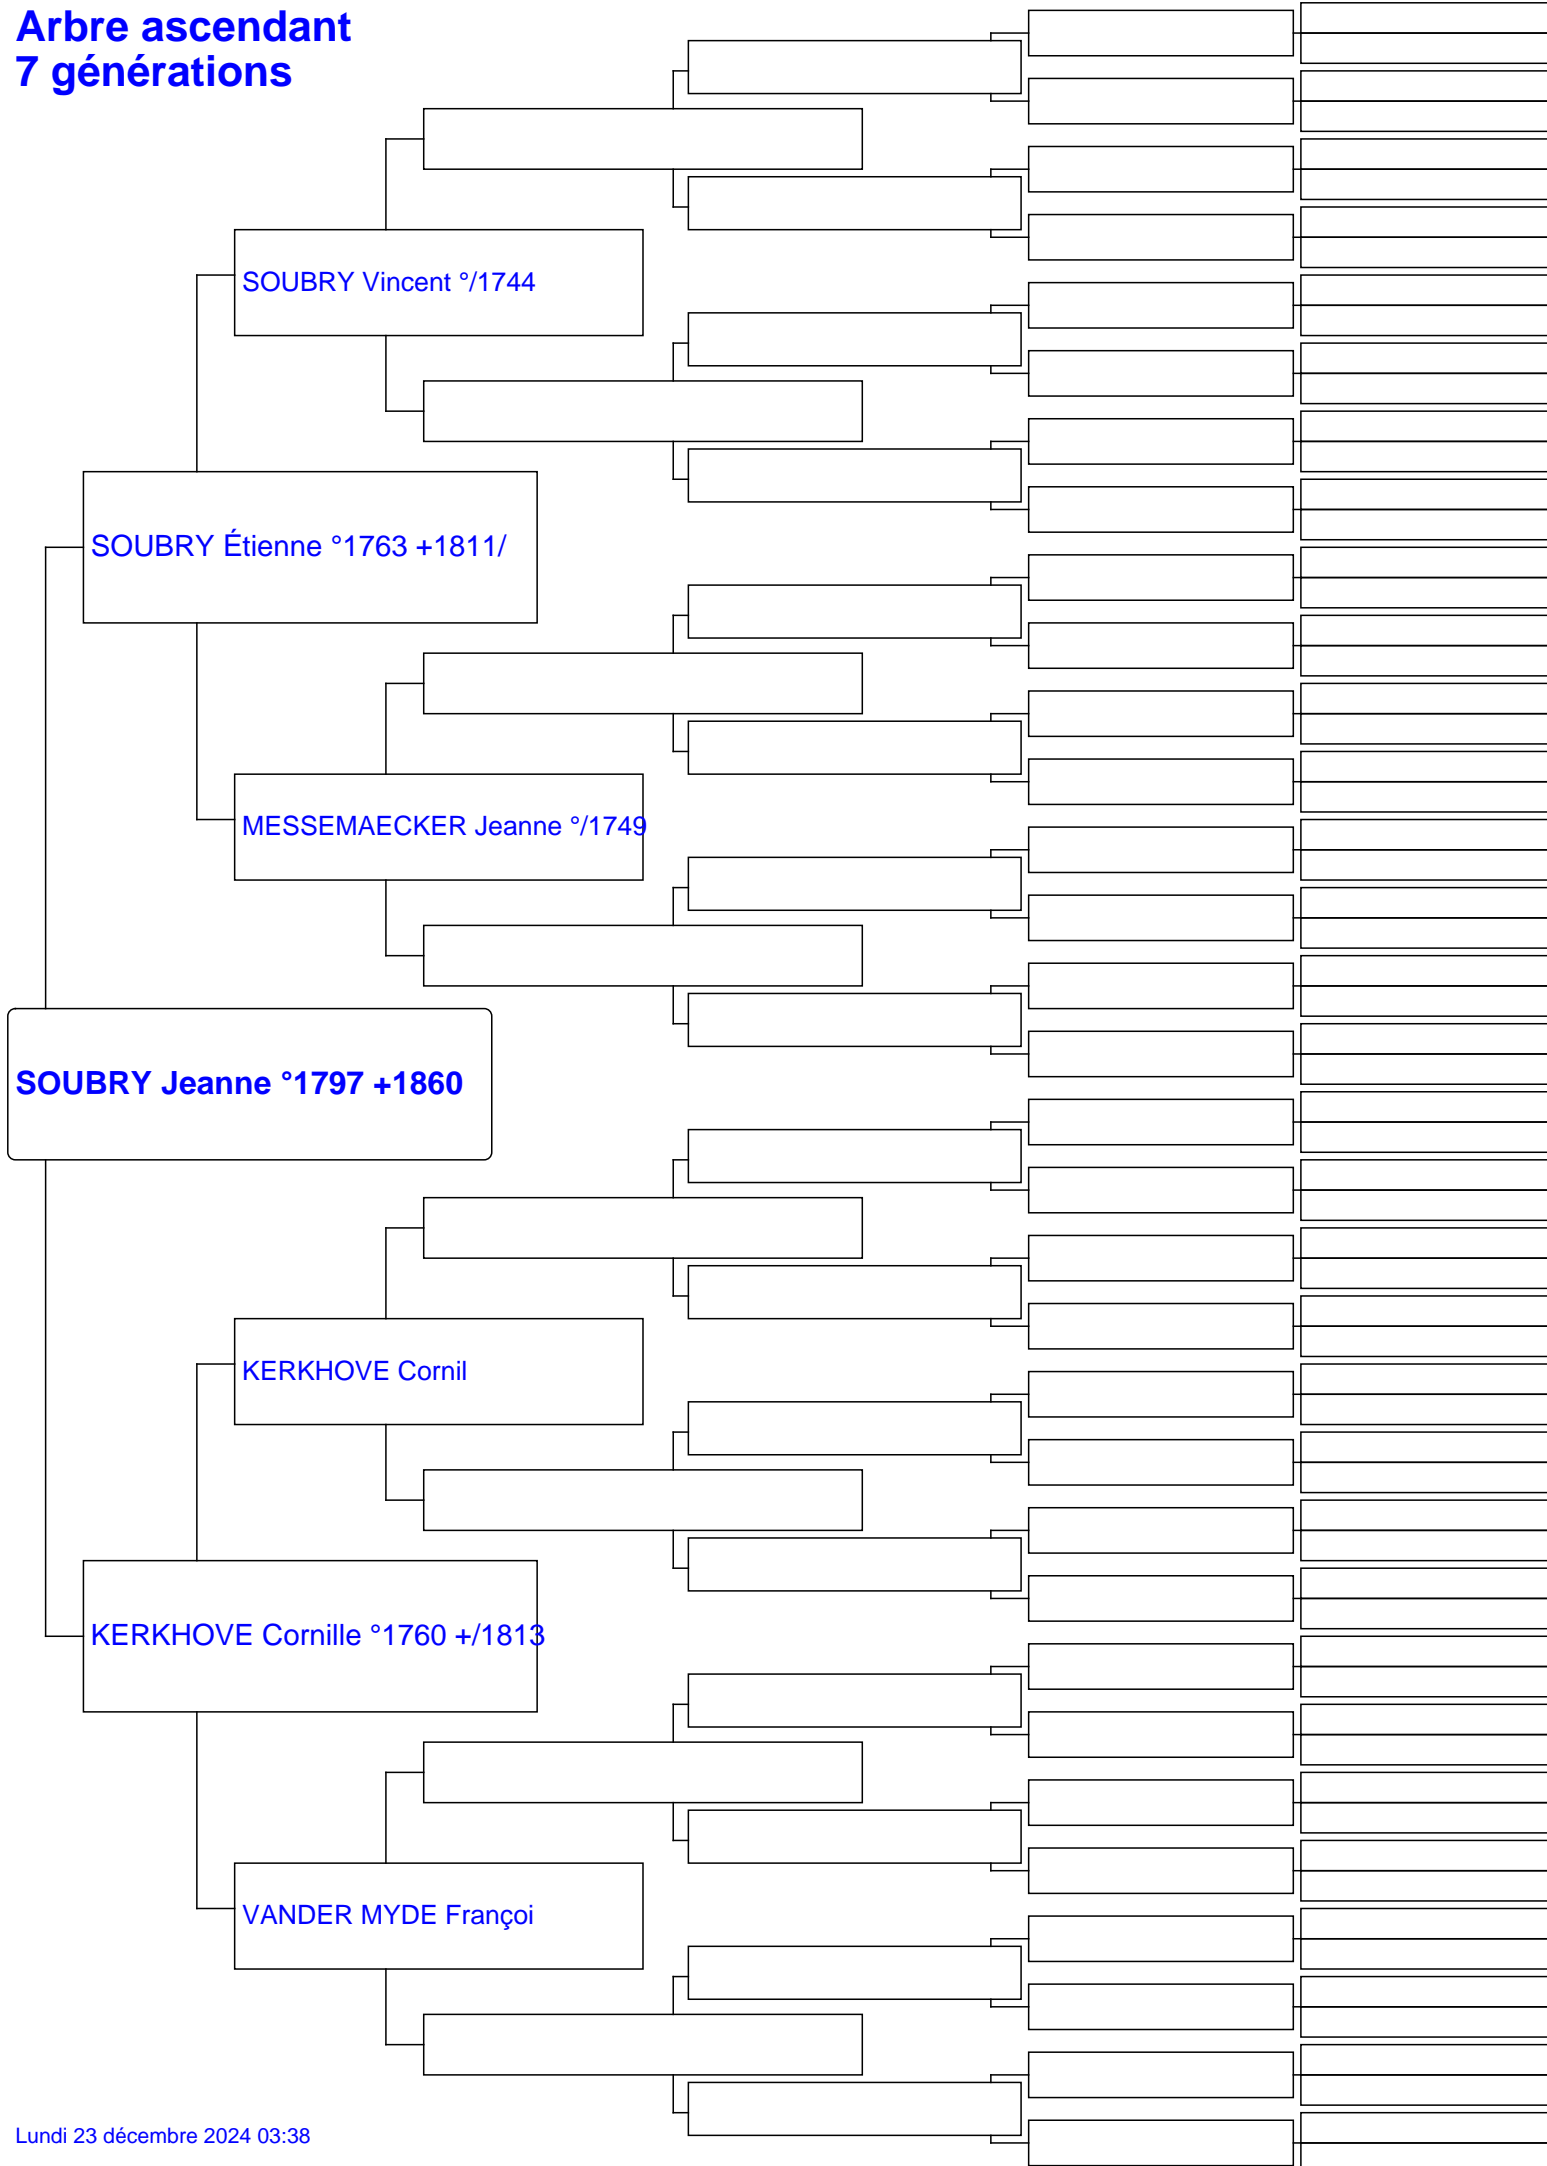 Arbre ascendant
7 générations
SOUBRY Vincent °/1744
SOUBRY Étienne °1763 +1811/
MESSEMAECKER Jeanne °/1749
SOUBRY Jeanne °1797 +1860
KERKHOVE Cornil
KERKHOVE Cornille °1760 +/1813
VANDER MYDE Françoi
Lundi 23 décembre 2024 03:38